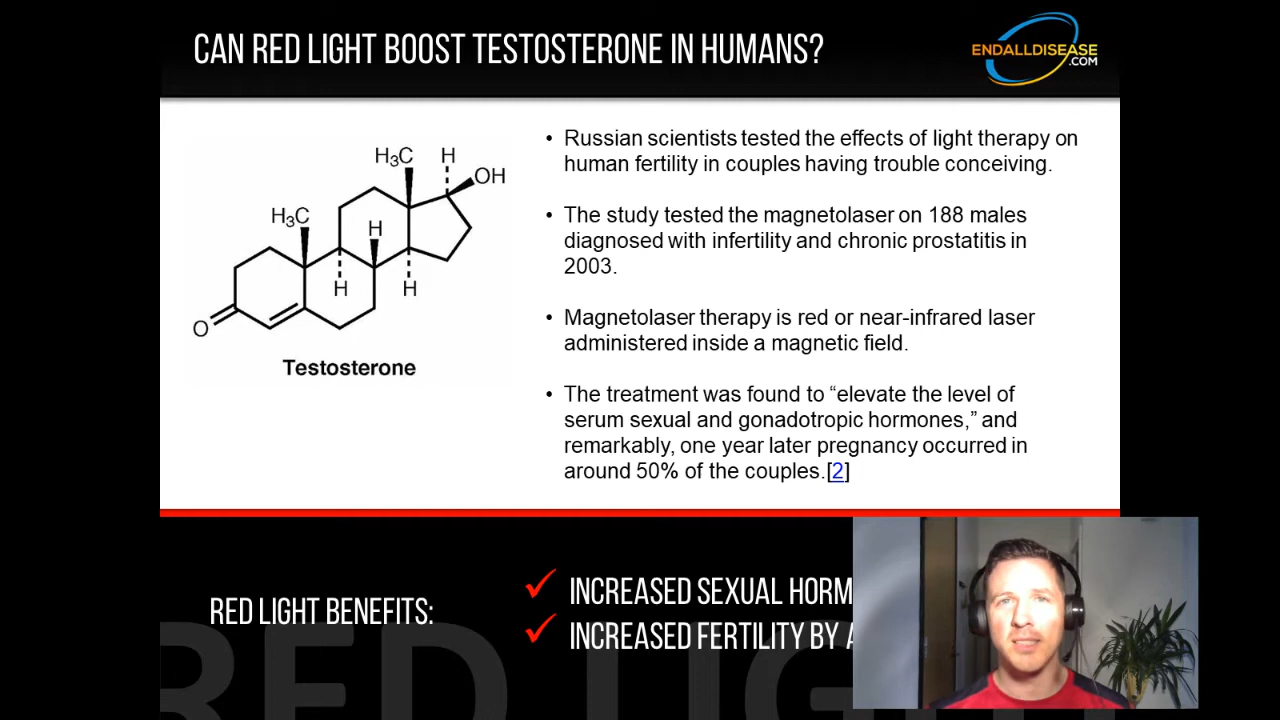 CAN RED LIGHT BOOST TESTOSTERONE IN HUMANS?
ENDALLDISEASE
.COM
H₃C H
OH
H₃C
H
H H
O
Testosterone
• Russian scientists tested the effects of light therapy on
human fertility in couples having trouble conceiving.
• The study tested the magnetolaser on 188 males
diagnosed with infertility and chronic prostatitis in
2003.
• Magnetolaser therapy is red or near-infrared laser
administered inside a magnetic field.
• The treatment was found to “elevate the level of
serum sexual and gonadotropic hormones,” and
remarkably, one year later pregnancy occurred in
around 50% of the couples.[2]
RED LIGHT BENEFITS:
✓ INCREASED SEXUAL HORM
✓ INCREASED FERTILITY BY
RED LIG